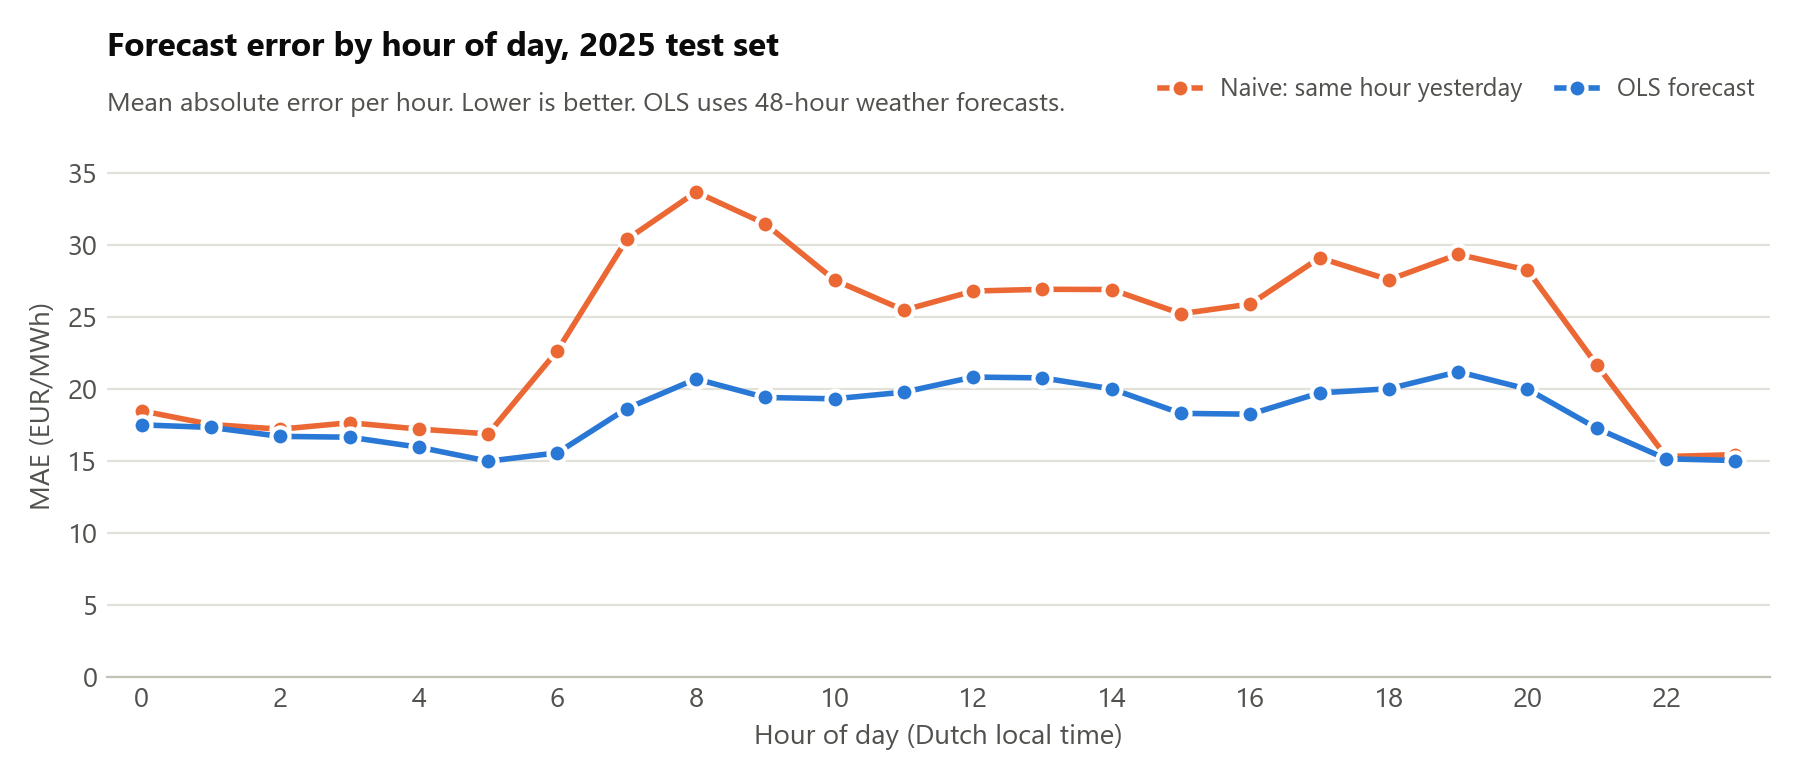 Forecast error by hour of day, 2025 test set
Mean absolute error per hour. Lower is better. OLS uses 48-hour weather forecasts.
Naive: same hour yesterday
OLS forecast
MAE (EUR/MWh)
35
30
25
20
15
10
5
0
0 2 4 6 8 10 12 14 16 18 20 22
Hour of day (Dutch local time)